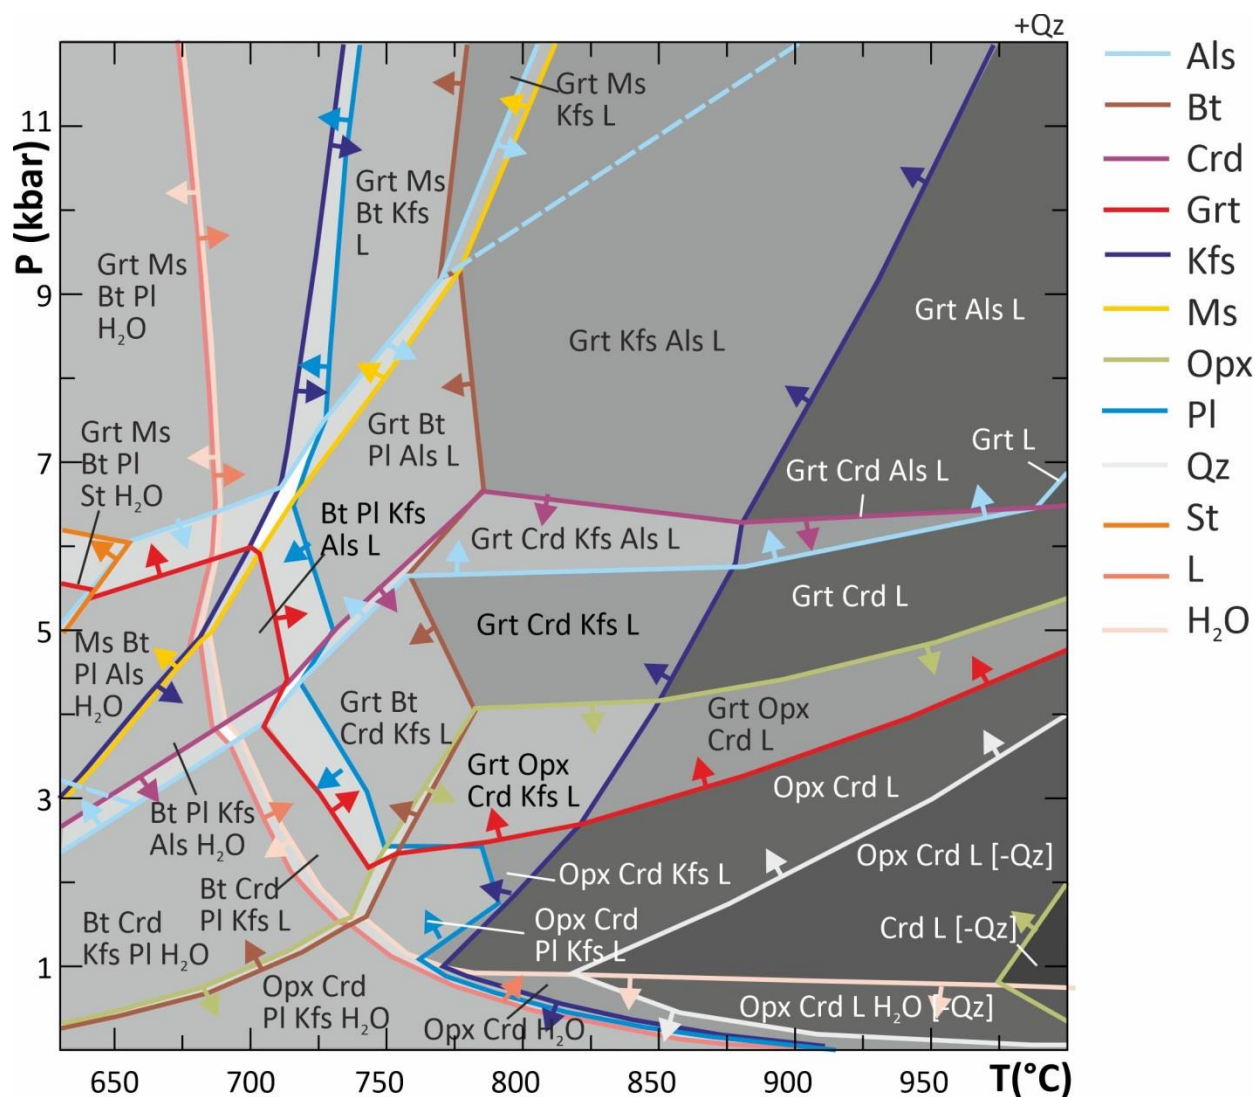 +Qz
P (kbar)
11
9
7
5
3
1
Grt Ms
Kfs L
Grt Ms
Bt Kfs
L
Grt Ms
Bt Pl
H₂O
Grt Kfs Als L
Grt Als L
Grt Ms
Bt Pl
St H₂O
Grt Bt
Pl Als L
Grt L
Grt Crd Als L
Bt Pl Kfs
Als L
Grt Crd Kfs Als L
Grt Crd L
Grt Crd Kfs L
Ms Bt
Pl Als
H₂O
Grt Bt
Crd Kfs L
Grt Opx
Crd L
Grt Opx
Crd Kfs L
Opx Crd L
Bt Pl Kfs
Als H₂O
Opx Crd L [-Qz]
Bt Crd
Pl Kfs L
Opx Crd Kfs L
Bt Crd
Kfs Pl H₂O
Opx Crd
Pl Kfs L
Crd L [-Qz]
Opx Crd
Pl Kfs H₂O
Opx Crd H₂O
Opx Crd L H₂O [-Qz]
650 700 750 800 850 900 950 T(°C)
Als
Bt
Crd
Grt
Kfs
Ms
Opx
Pl
Qz
St
L
H₂O